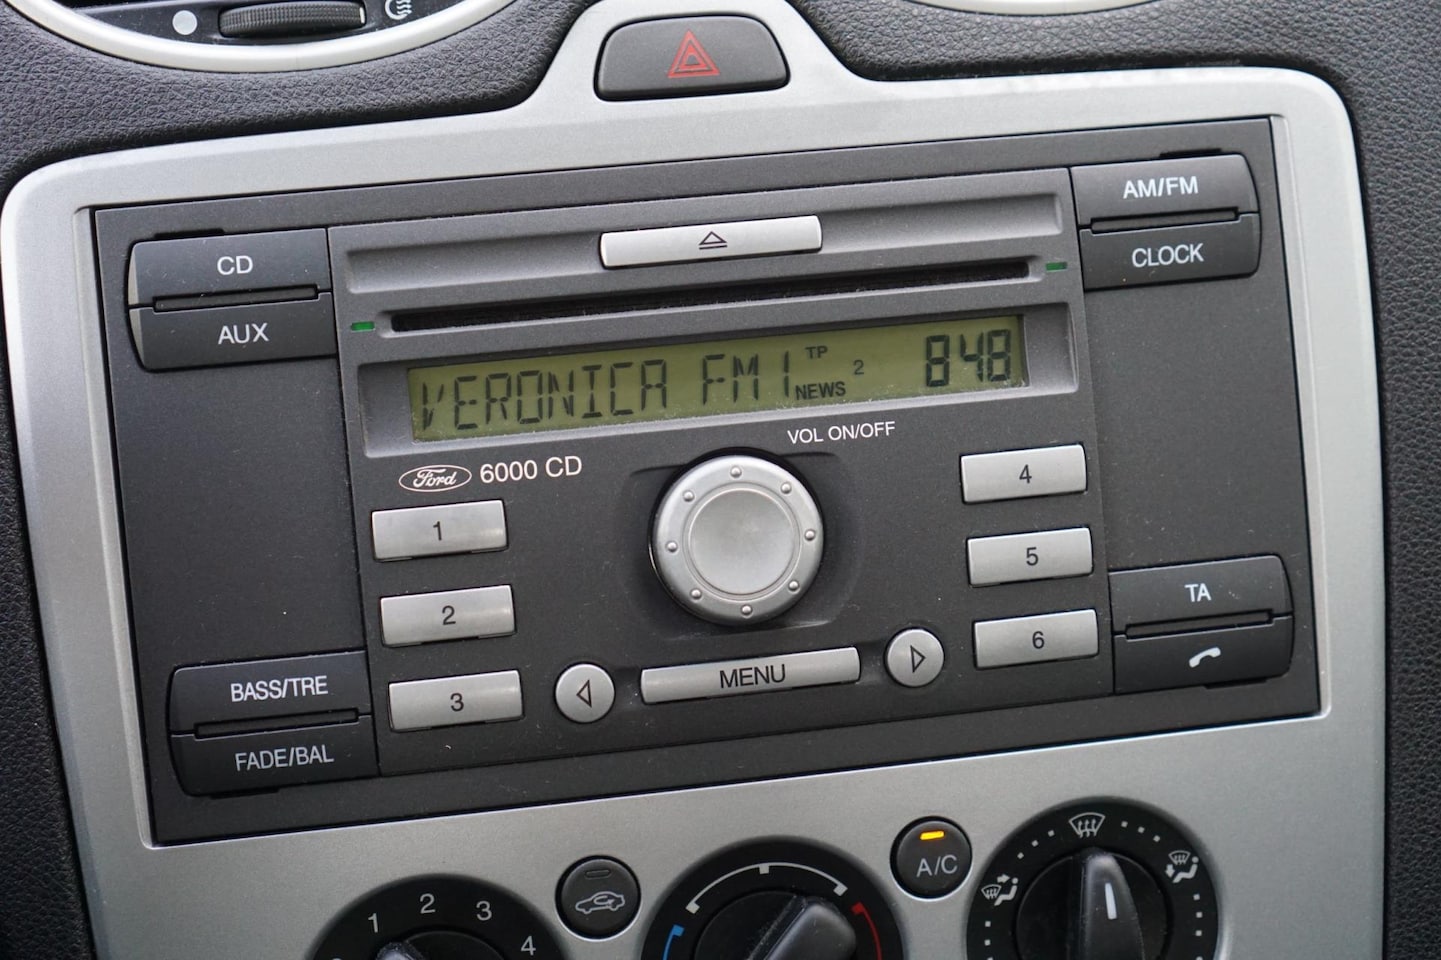 AM/FM
CD
CLOCK
AUX
VERONICA FM1 TP NEWS 2 848
VOL ON/OFF
Ford 6000 CD
1
4
2
5
3
6
MENU
TA
BASS/TRE
FADE/BAL
A/C
1 2 3 4